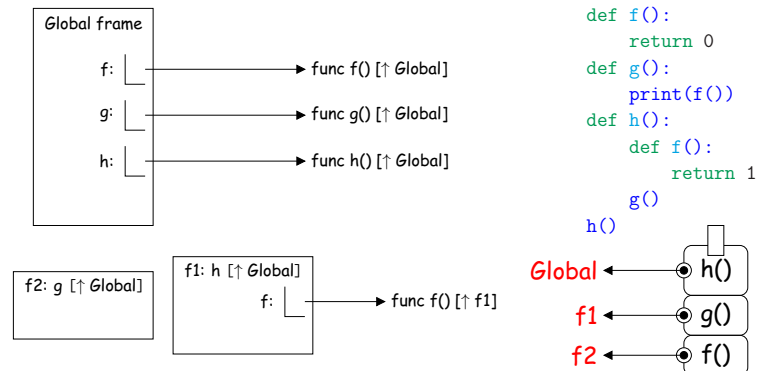 Global frame
f: func f() [↑ Global]
g: func g() [↑ Global]
h: func h() [↑ Global]
f2: g [↑ Global]
f1: h [↑ Global]
f: func f() [↑ f1]
def f():
    return 0
def g():
    print(f())
def h():
    def f():
        return 1
    g()
h()
Global h()
f1 g()
f2 f()